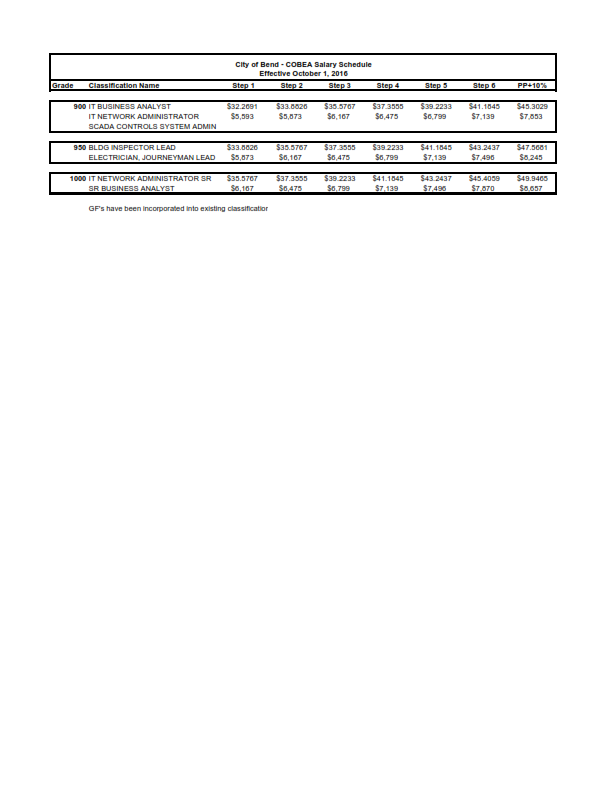 City of Bend - COBEA Salary Schedule
Effective October 1, 2016
Grade Classification Name Step 1 Step 2 Step 3 Step 4 Step 5 Step 6 PP+10%
900 IT BUSINESS ANALYST $32.2691 $33.8826 $35.5767 $37.3555 $39.2233 $41.1845 $45.3029
IT NETWORK ADMINISTRATOR $5,593 $5,873 $6,167 $6,475 $6,799 $7,139 $7,853
SCADA CONTROLS SYSTEM ADMIN
950 BLDG INSPECTOR LEAD $33.8826 $35.5767 $37.3555 $39.2233 $41.1845 $43.2437 $47.5681
ELECTRICIAN, JOURNEYMAN LEAD $5,873 $6,167 $6,475 $6,799 $7,139 $7,496 $8,245
1000 IT NETWORK ADMINISTRATOR SR $35.5767 $37.3555 $39.2233 $41.1845 $43.2437 $45.4059 $49.9465
SR BUSINESS ANALYST $6,167 $6,475 $6,799 $7,139 $7,496 $7,870 $8,657
GF's have been incorporated into existing classificatior